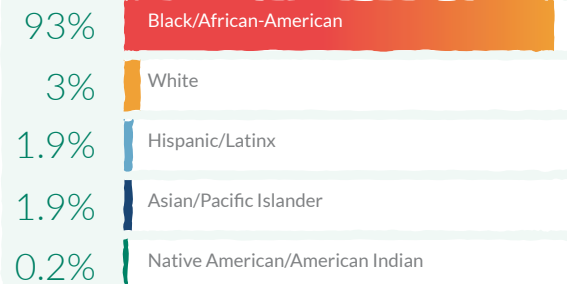 93% Black/African-American
3% White
1.9% Hispanic/Latinx
1.9% Asian/Pacific Islander
0.2% Native American/American Indian